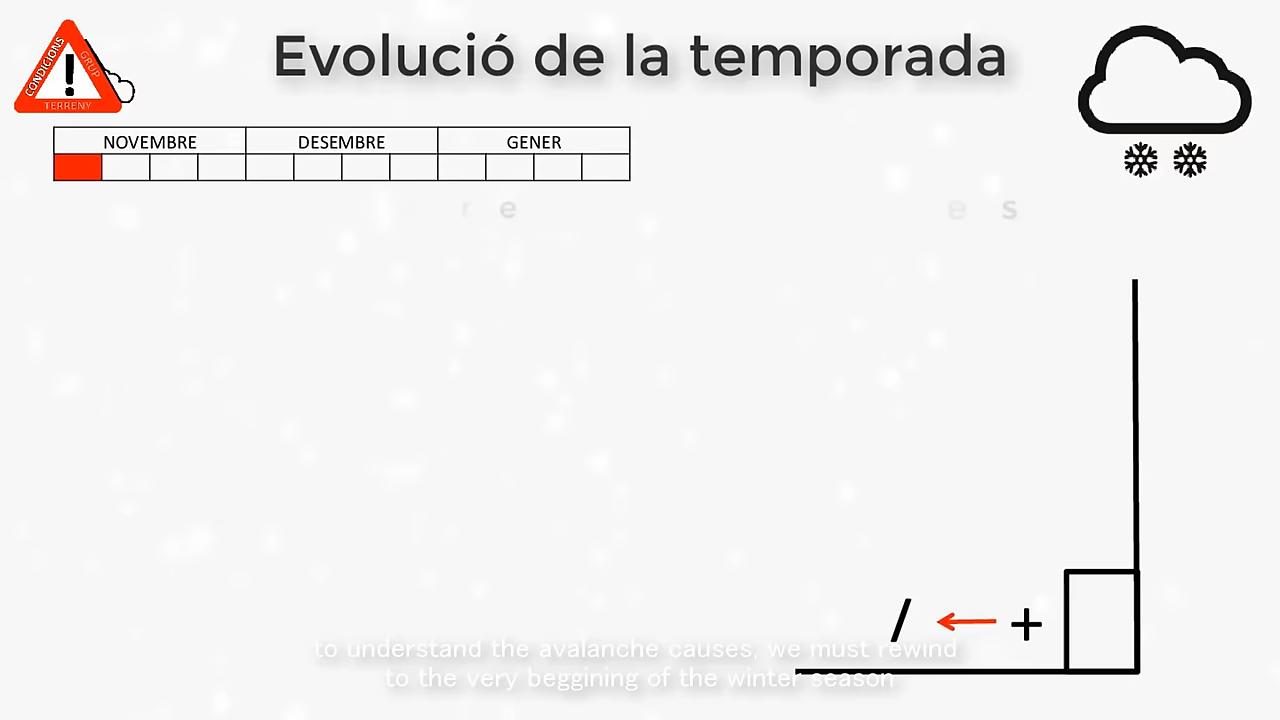 Evolució de la temporada
CONDICIONS
GRUP
TERRENY
NOVEMBRE DESEMBRE GENER
r e e s
/ +
to understand the avalanche causes, we must rewind
to the very beggining of the winter season